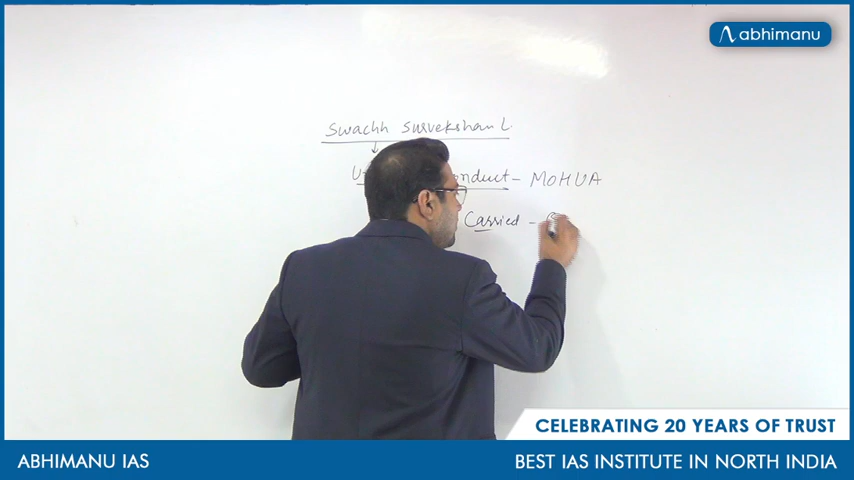 abhimanu
Swachh Survekshan L.
conduct - MOHUA
Carried -
CELEBRATING 20 YEARS OF TRUST
ABHIMANU IAS
BEST IAS INSTITUTE IN NORTH INDIA